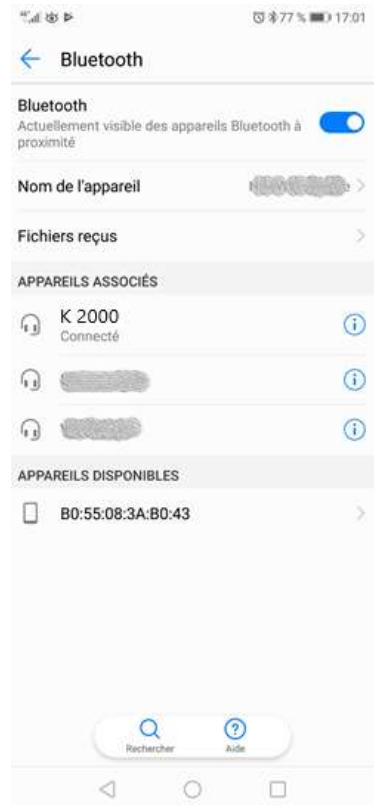 77 % 17:01
Bluetooth
Bluetooth
Actuellement visible des appareils Bluetooth à
proximité
Nom de l'appareil
Fichiers reçus
APPAREILS ASSOCIÉS
K 2000
Connecté
APPAREILS DISPONIBLES
B0:55:08:3A:B0:43
Rechercher Aide